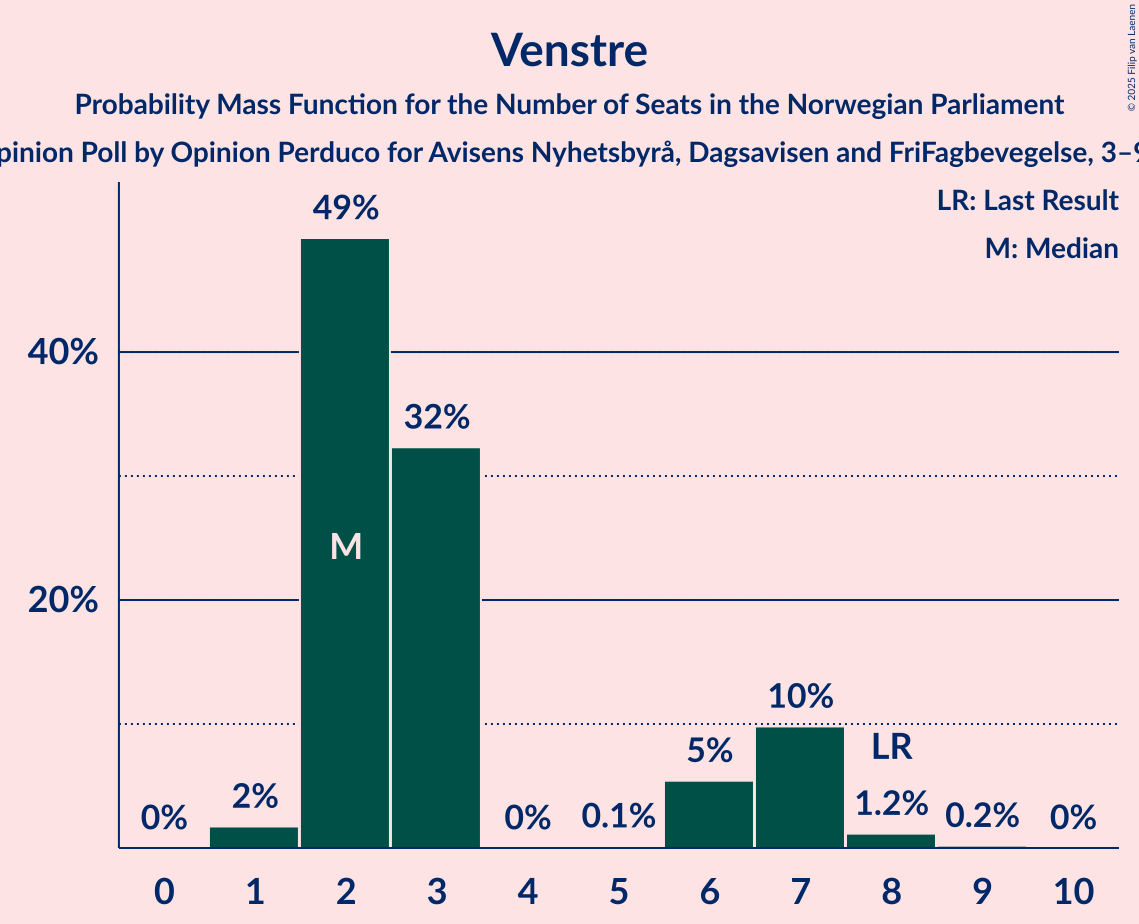 Venstre
Probability Mass Function for the Number of Seats in the Norwegian Parliament
pinion Poll by Opinion Perduco for Avisens Nyhetsbyrå, Dagsavisen and FriFagbevegelse, 3–9
© 2025 Filip van Laenen
LR: Last Result
M: Median
49%
40%
32%
M
20%
10%
LR
5%
0% 2% 0% 0.1% 1.2% 0.2% 0%
0 1 2 3 4 5 6 7 8 9 10